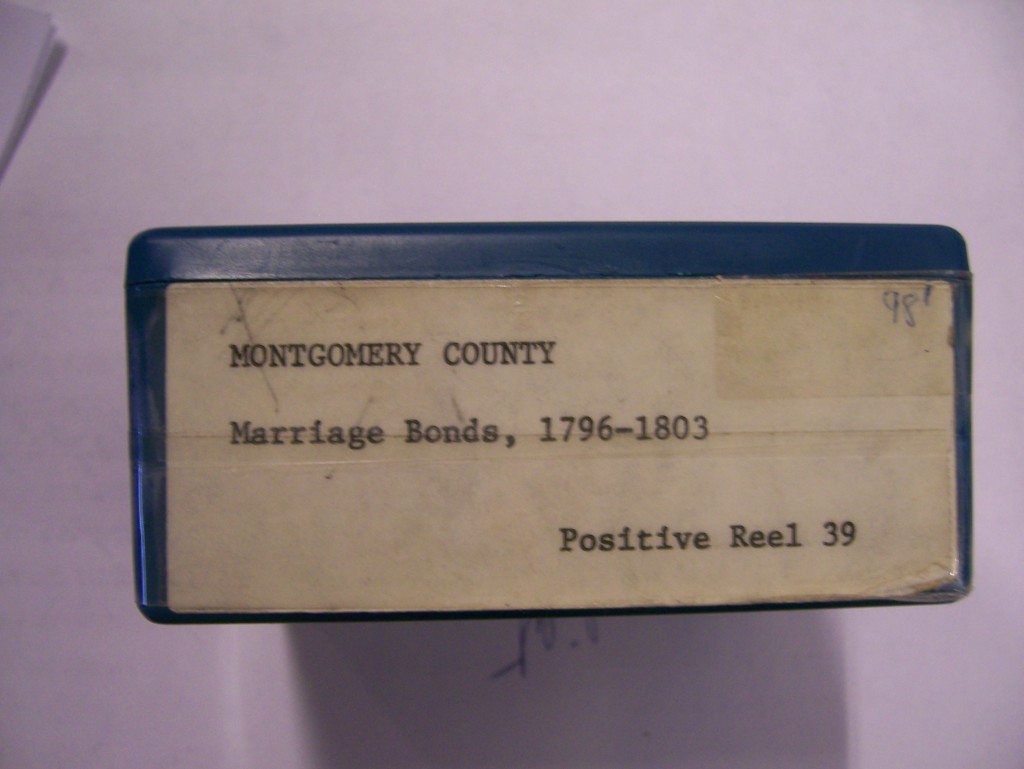 98'
MONTGOMERY COUNTY
Marriage Bonds, 1796-1803
Positive Reel 39